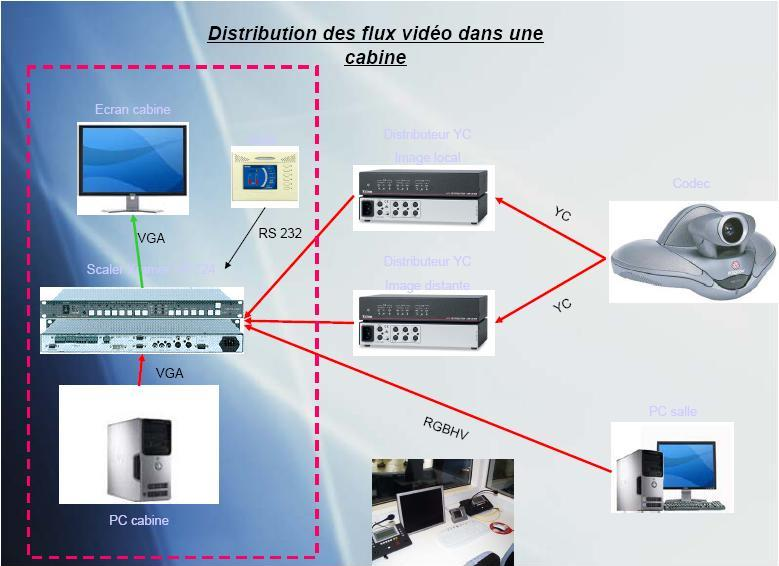 Distribution des flux vidéo dans une
cabine
Ecran cabine
Distributeur YC
Image local
Codec
YC
RS 232
VGA
Scaler
Distributeur YC
Image distante
YC
VGA
RGBHV
PC salle
PC cabine